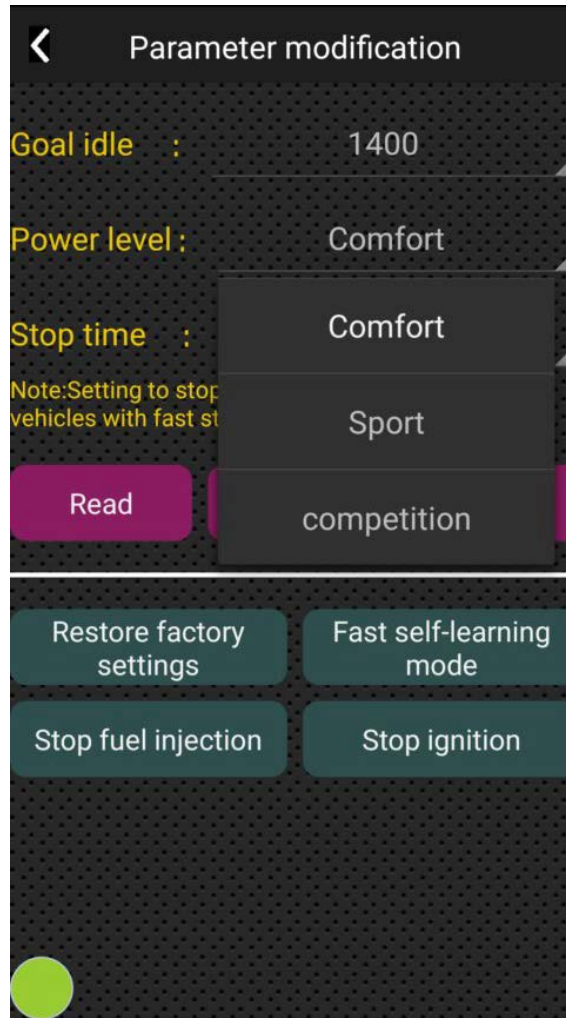 Parameter modification
Goal idle : 1400
Power level : Comfort
Stop time : Comfort
Note:Setting to stop
vehicles with fast st
Sport
Read
competition
Restore factory
settings
Fast self-learning
mode
Stop fuel injection
Stop ignition